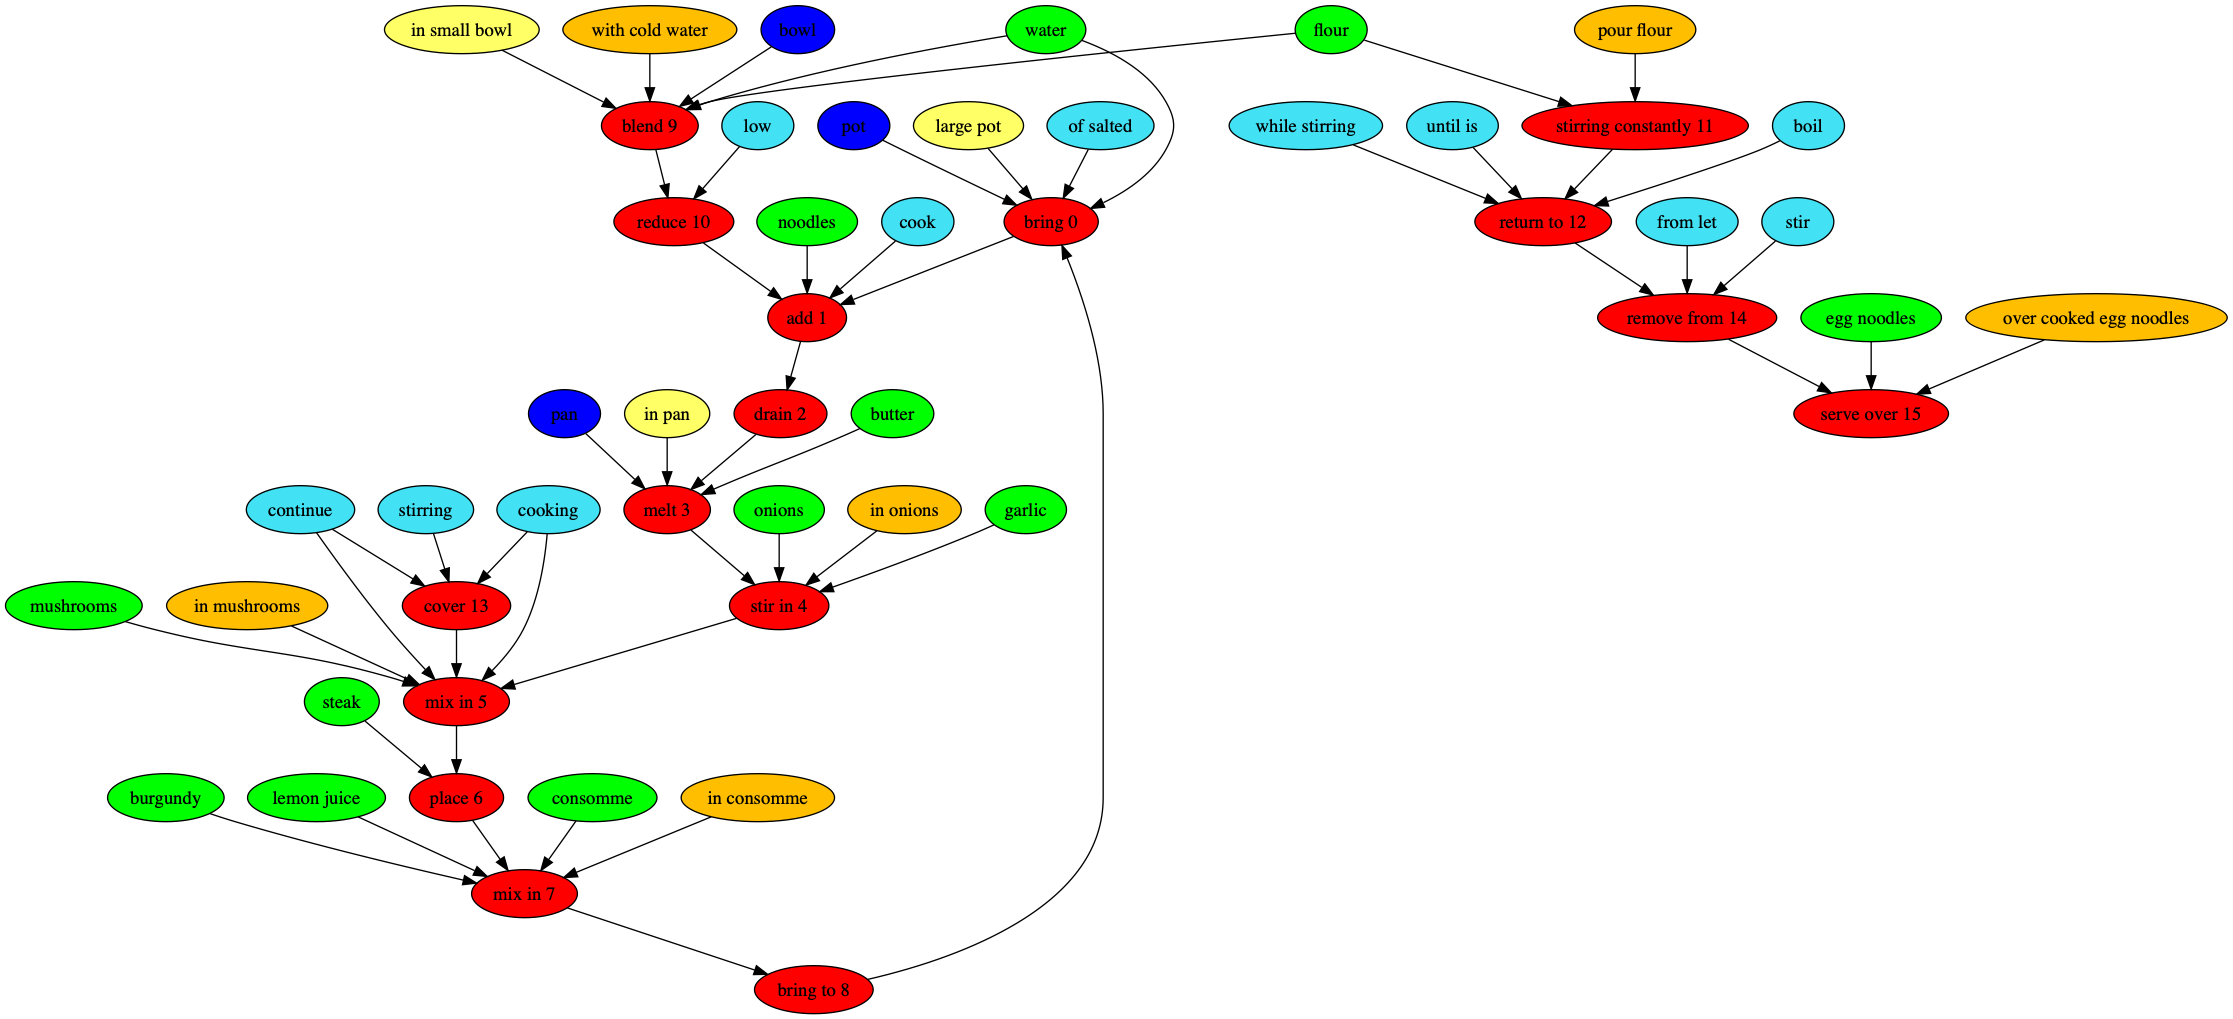 in small bowl
with cold water
bowl
water
flour
pour flour
blend 9
low
pot
large pot
of salted
while stirring
until is
stirring constantly 11
boil
reduce 10
noodles
cook
bring 0
return to 12
from let
stir
add 1
remove from 14
egg noodles
over cooked egg noodles
pan
in pan
drain 2
butter
serve over 15
continue
stirring
cooking
melt 3
onions
in onions
garlic
mushrooms
in mushrooms
cover 13
stir in 4
steak
mix in 5
burgundy
lemon juice
place 6
consomme
in consomme
mix in 7
bring to 8